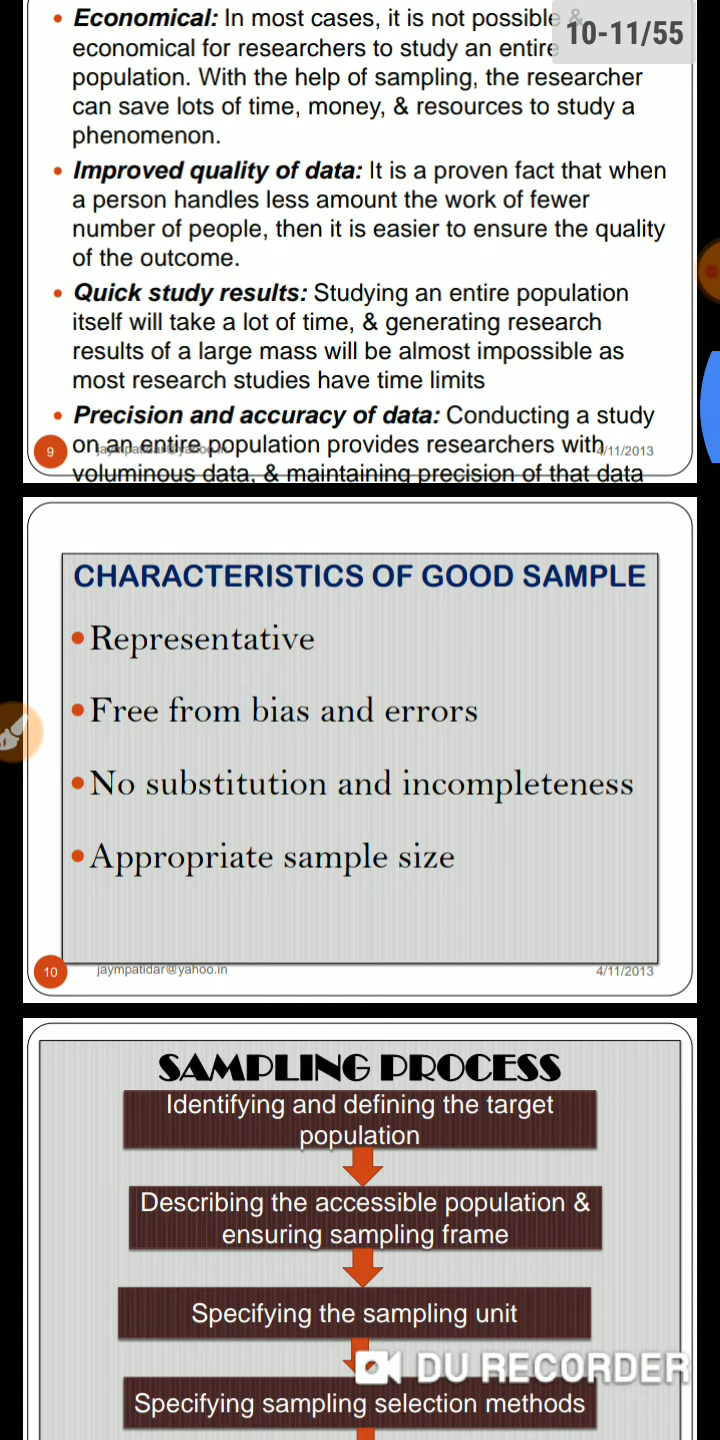 • Economical: In most cases, it is not possible &
10-11/55
economical for researchers to study an entire
population. With the help of sampling, the researcher
can save lots of time, money, & resources to study a
phenomenon.
• Improved quality of data: It is a proven fact that when
a person handles less amount the work of fewer
number of people, then it is easier to ensure the quality
of the outcome.
• Quick study results: Studying an entire population
itself will take a lot of time, & generating research
results of a large mass will be almost impossible as
most research studies have time limits
• Precision and accuracy of data: Conducting a study
on an entire population provides researchers with
9 jaympatidar@yahoo.in 4/11/2013
voluminous data, & maintaining precision of that data
CHARACTERISTICS OF GOOD SAMPLE
• Representative
• Free from bias and errors
• No substitution and incompleteness
• Appropriate sample size
10 jaympatidar@yahoo.in 4/11/2013
SAMPLING PROCESS
Identifying and defining the target
population
Describing the accessible population &
ensuring sampling frame
Specifying the sampling unit
DU RECORDER
Specifying sampling selection methods